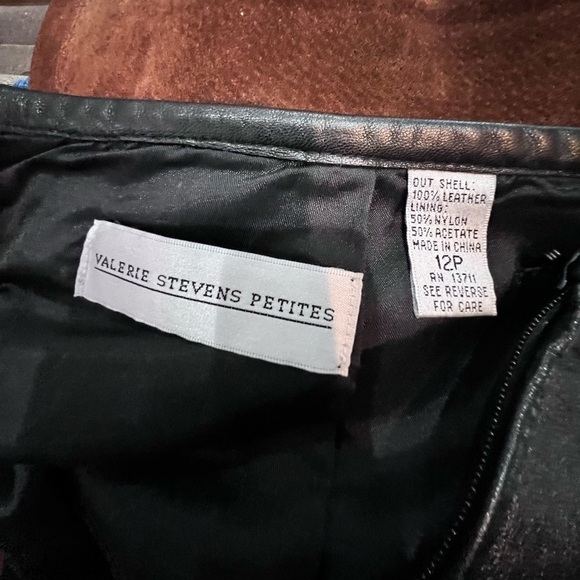 VALERIE STEVENS PETITES
OUT SHELL:
100% LEATHER
LINING:
50% NYLON
50% ACETATE
MADE IN CHINA
12P
RN 13711
SEE REVERSE
FOR CARE